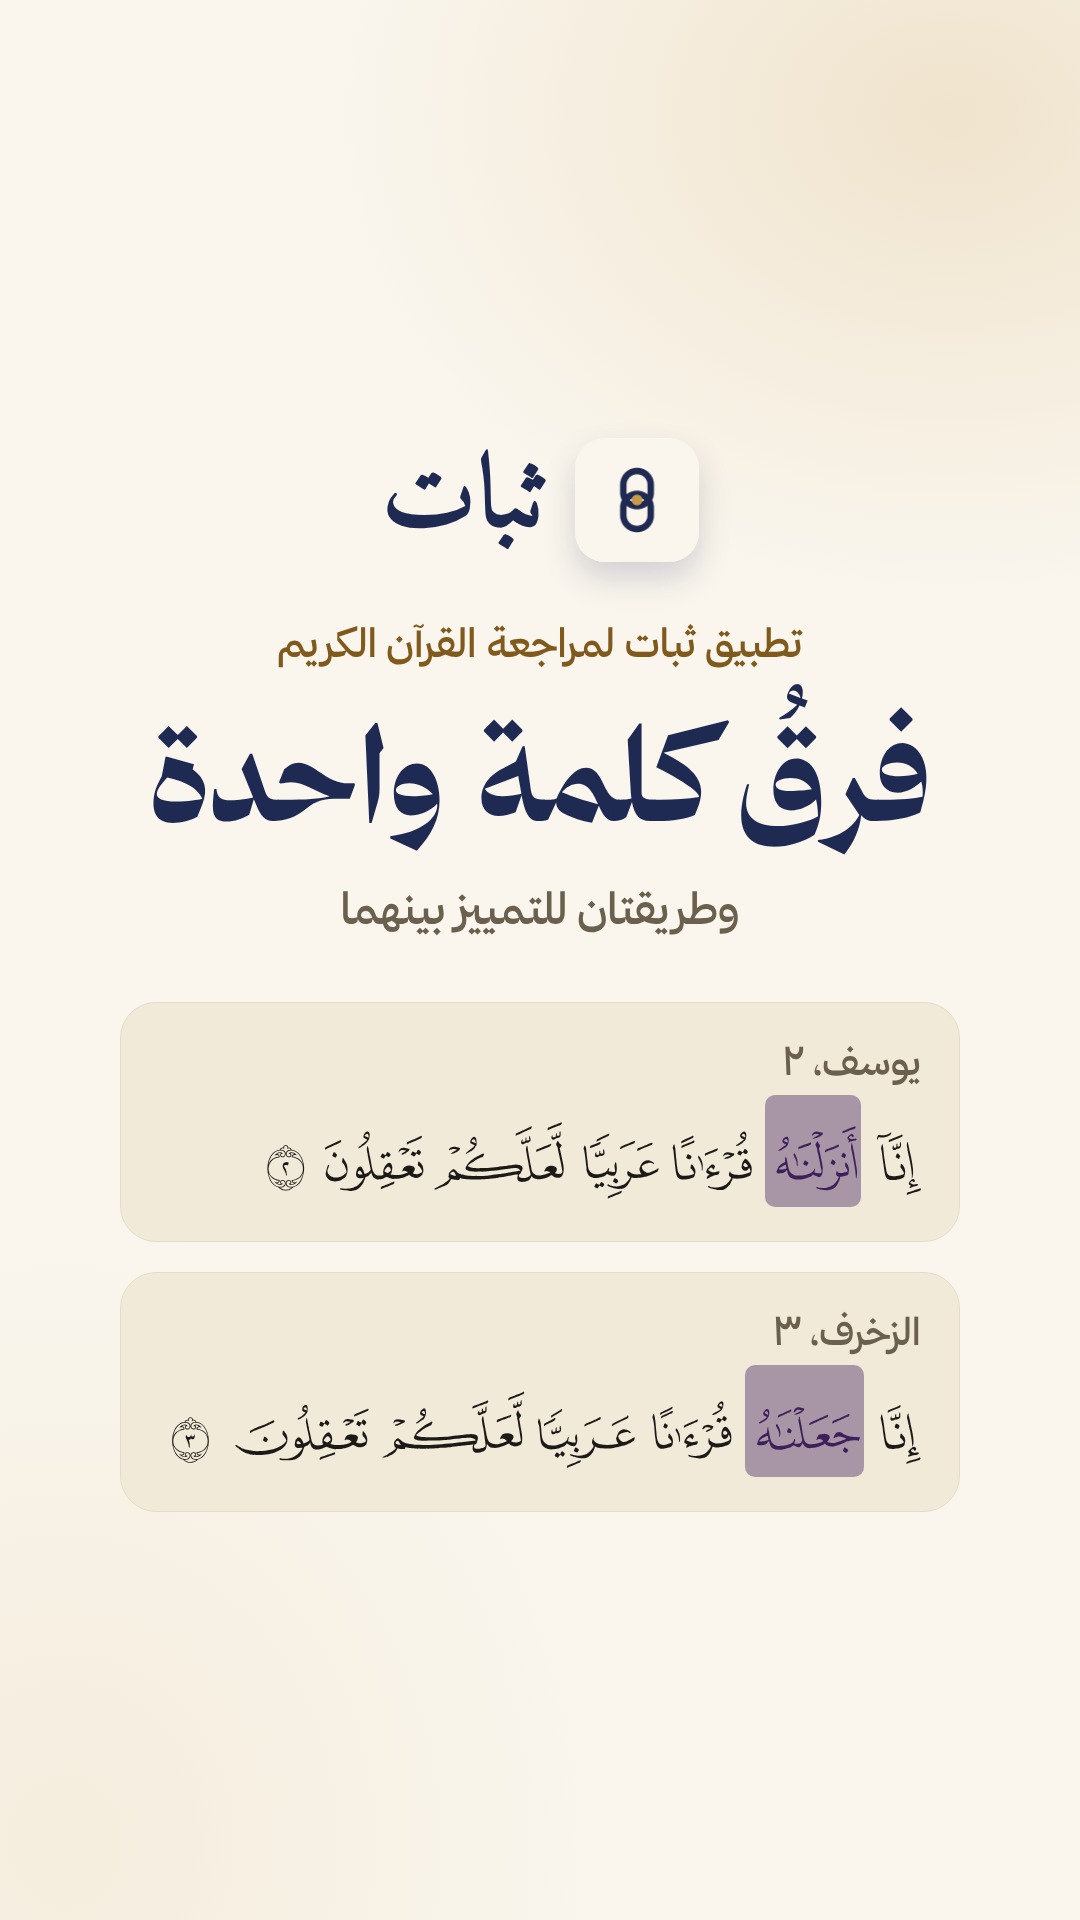 ثبات
تطبيق ثبات لمراجعة القرآن الكريم
فرقُ كلمة واحدة
وطريقتان للتمييز بينهما
يوسف، ٢
إِنَّآ أَنزَلۡنَٰهُ قُرۡءَٰنًا عَرَبِيّٗا لَّعَلَّكُمۡ تَعۡقِلُونَ ٢
الزخرف، ٣
إِنَّا جَعَلۡنَٰهُ قُرۡءَٰنًا عَرَبِيّٗا لَّعَلَّكُمۡ تَعۡقِلُونَ ٣